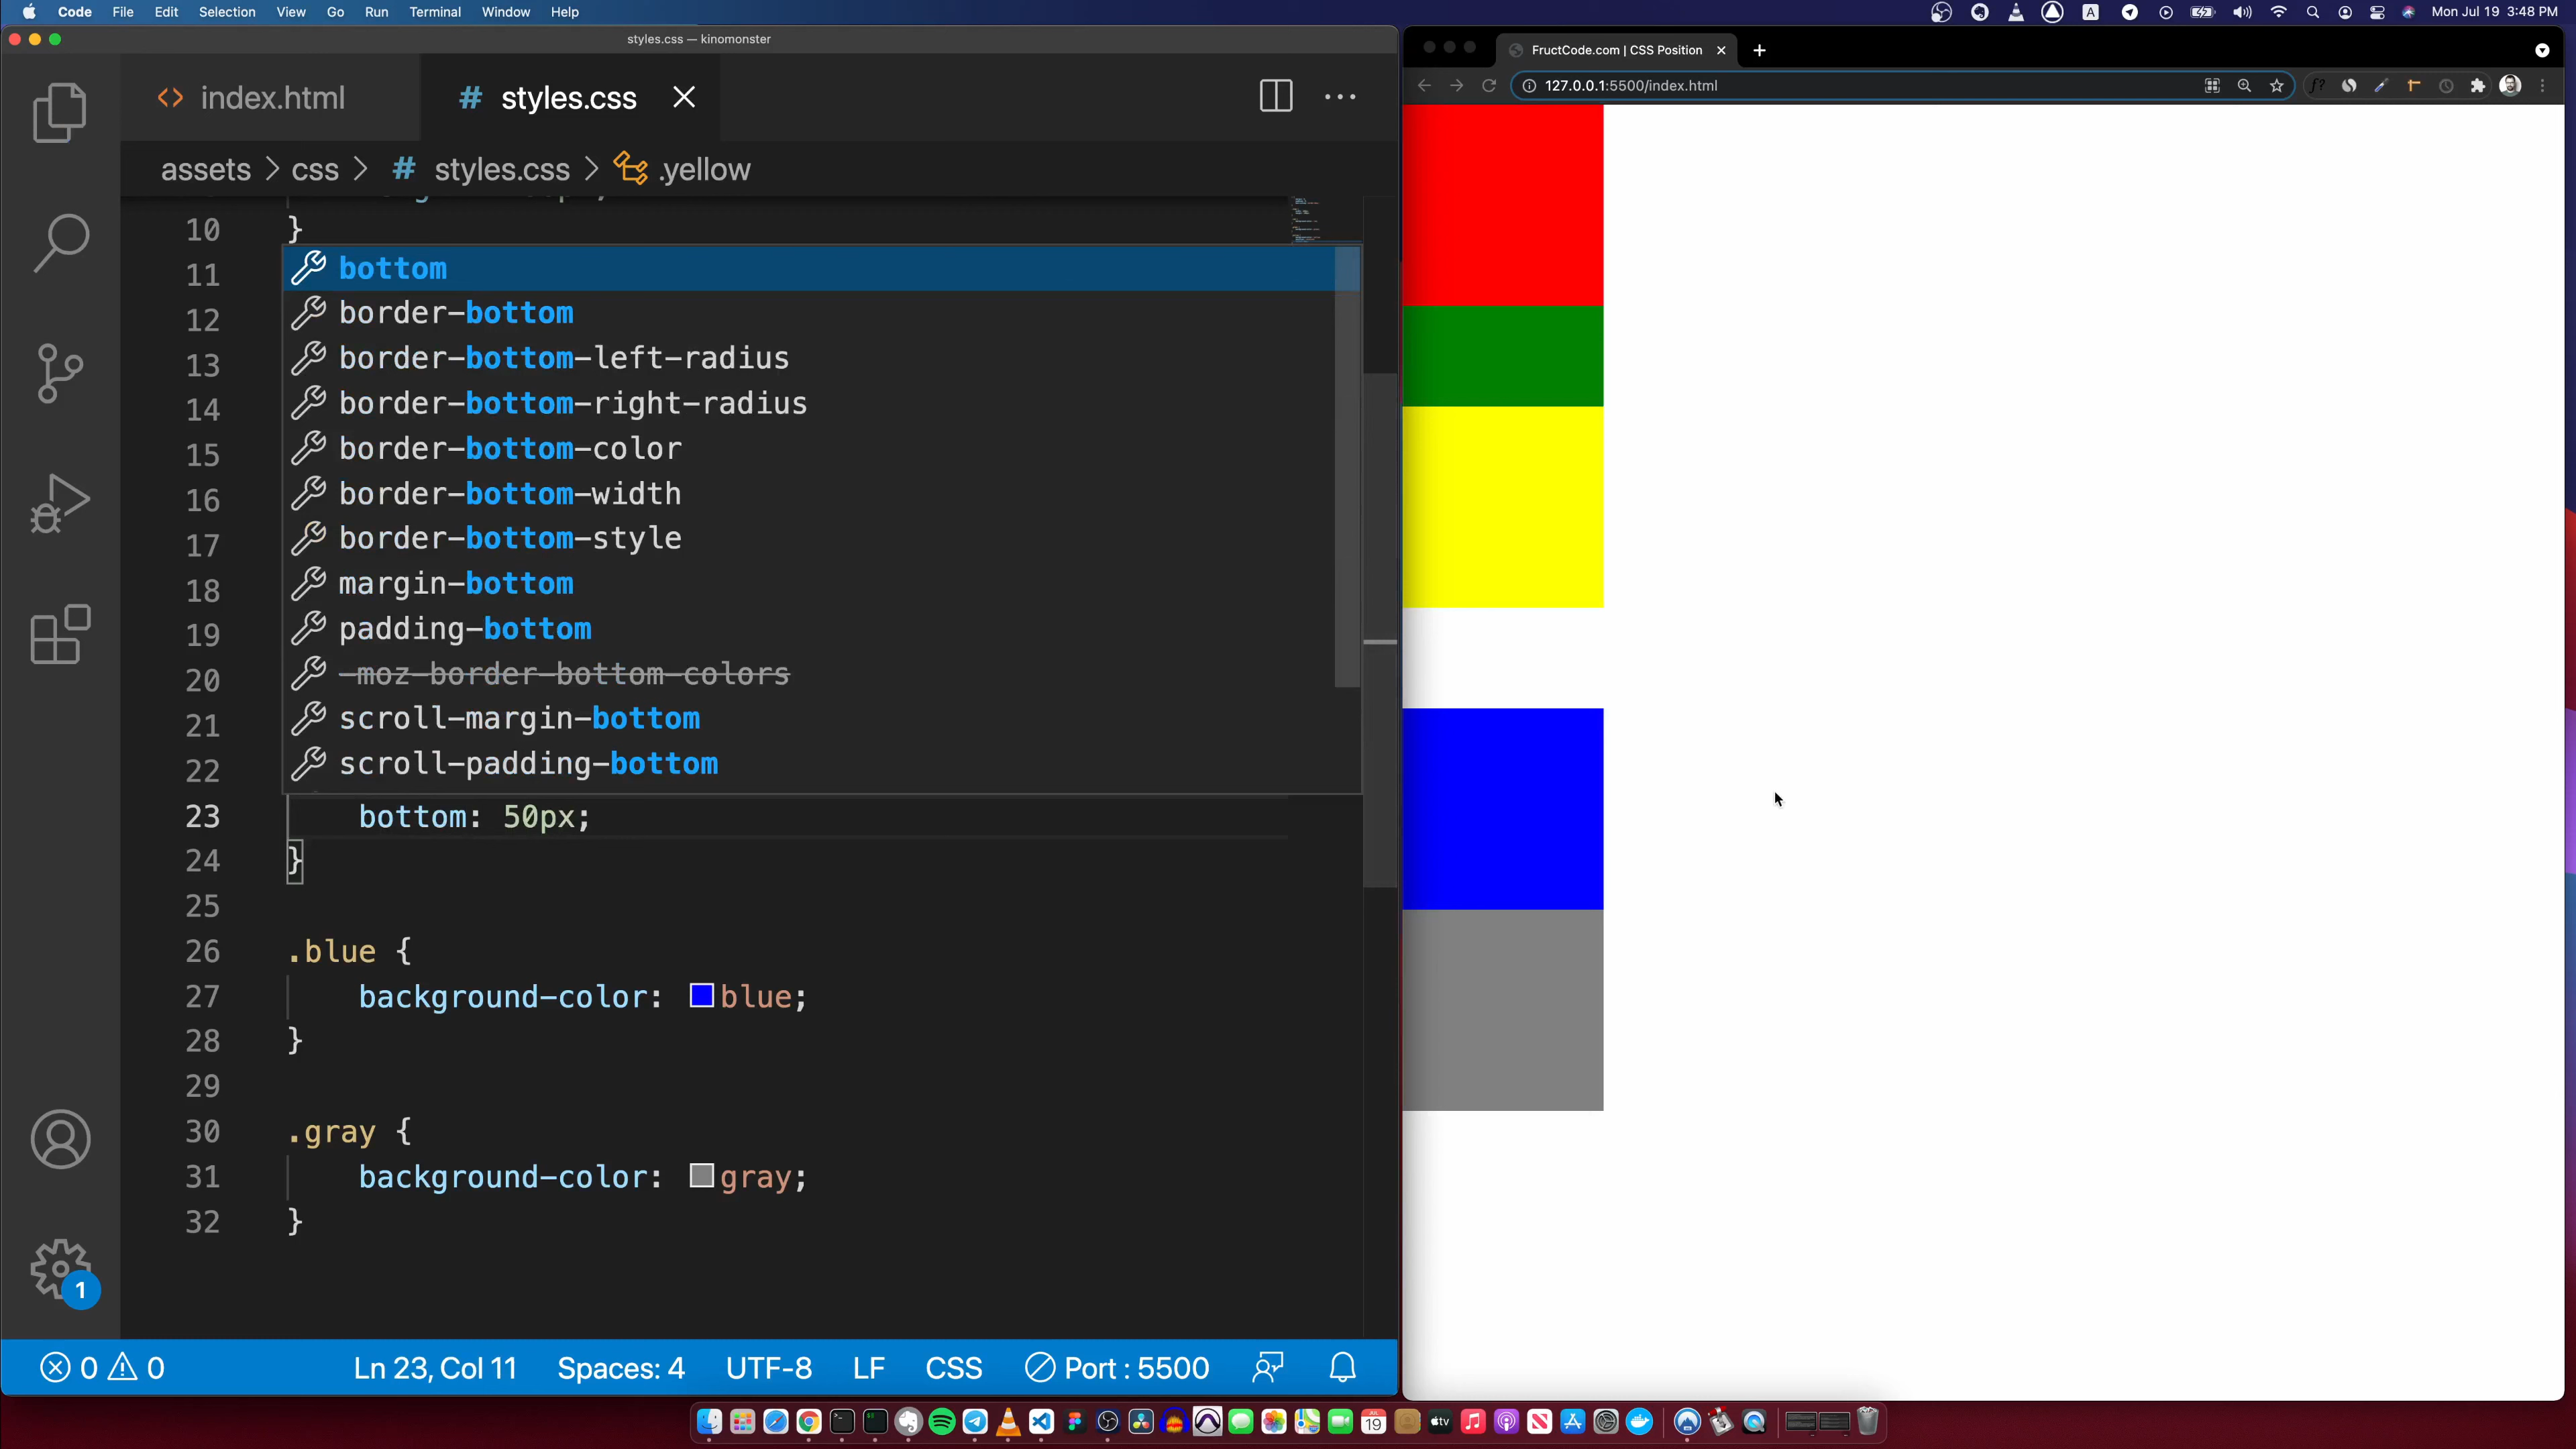 Code File Edit Selection View Go Run Terminal Window Help
A
Mon Jul 19 3:48 PM
styles.css — kinomonster
FructCode.com | CSS Position
<> index.html
# styles.css
127.0.0.1:5500/index.html
f?
assets > css > # styles.css > .yellow
10 }
11 bottom
12 border-bottom
13 border-bottom-left-radius
14 border-bottom-right-radius
15 border-bottom-color
16 border-bottom-width
17 border-bottom-style
18 margin-bottom
19 padding-bottom
20 -moz-border-bottom-colors
21 scroll-margin-bottom
22 scroll-padding-bottom
23 bottom: 50px;
24 }
25
26 .blue {
27 background-color: blue;
28 }
29
30 .gray {
31 background-color: gray;
32 }
1
0 0 Ln 23, Col 11 Spaces: 4 UTF-8 LF CSS Port : 5500
JUL
19
tv